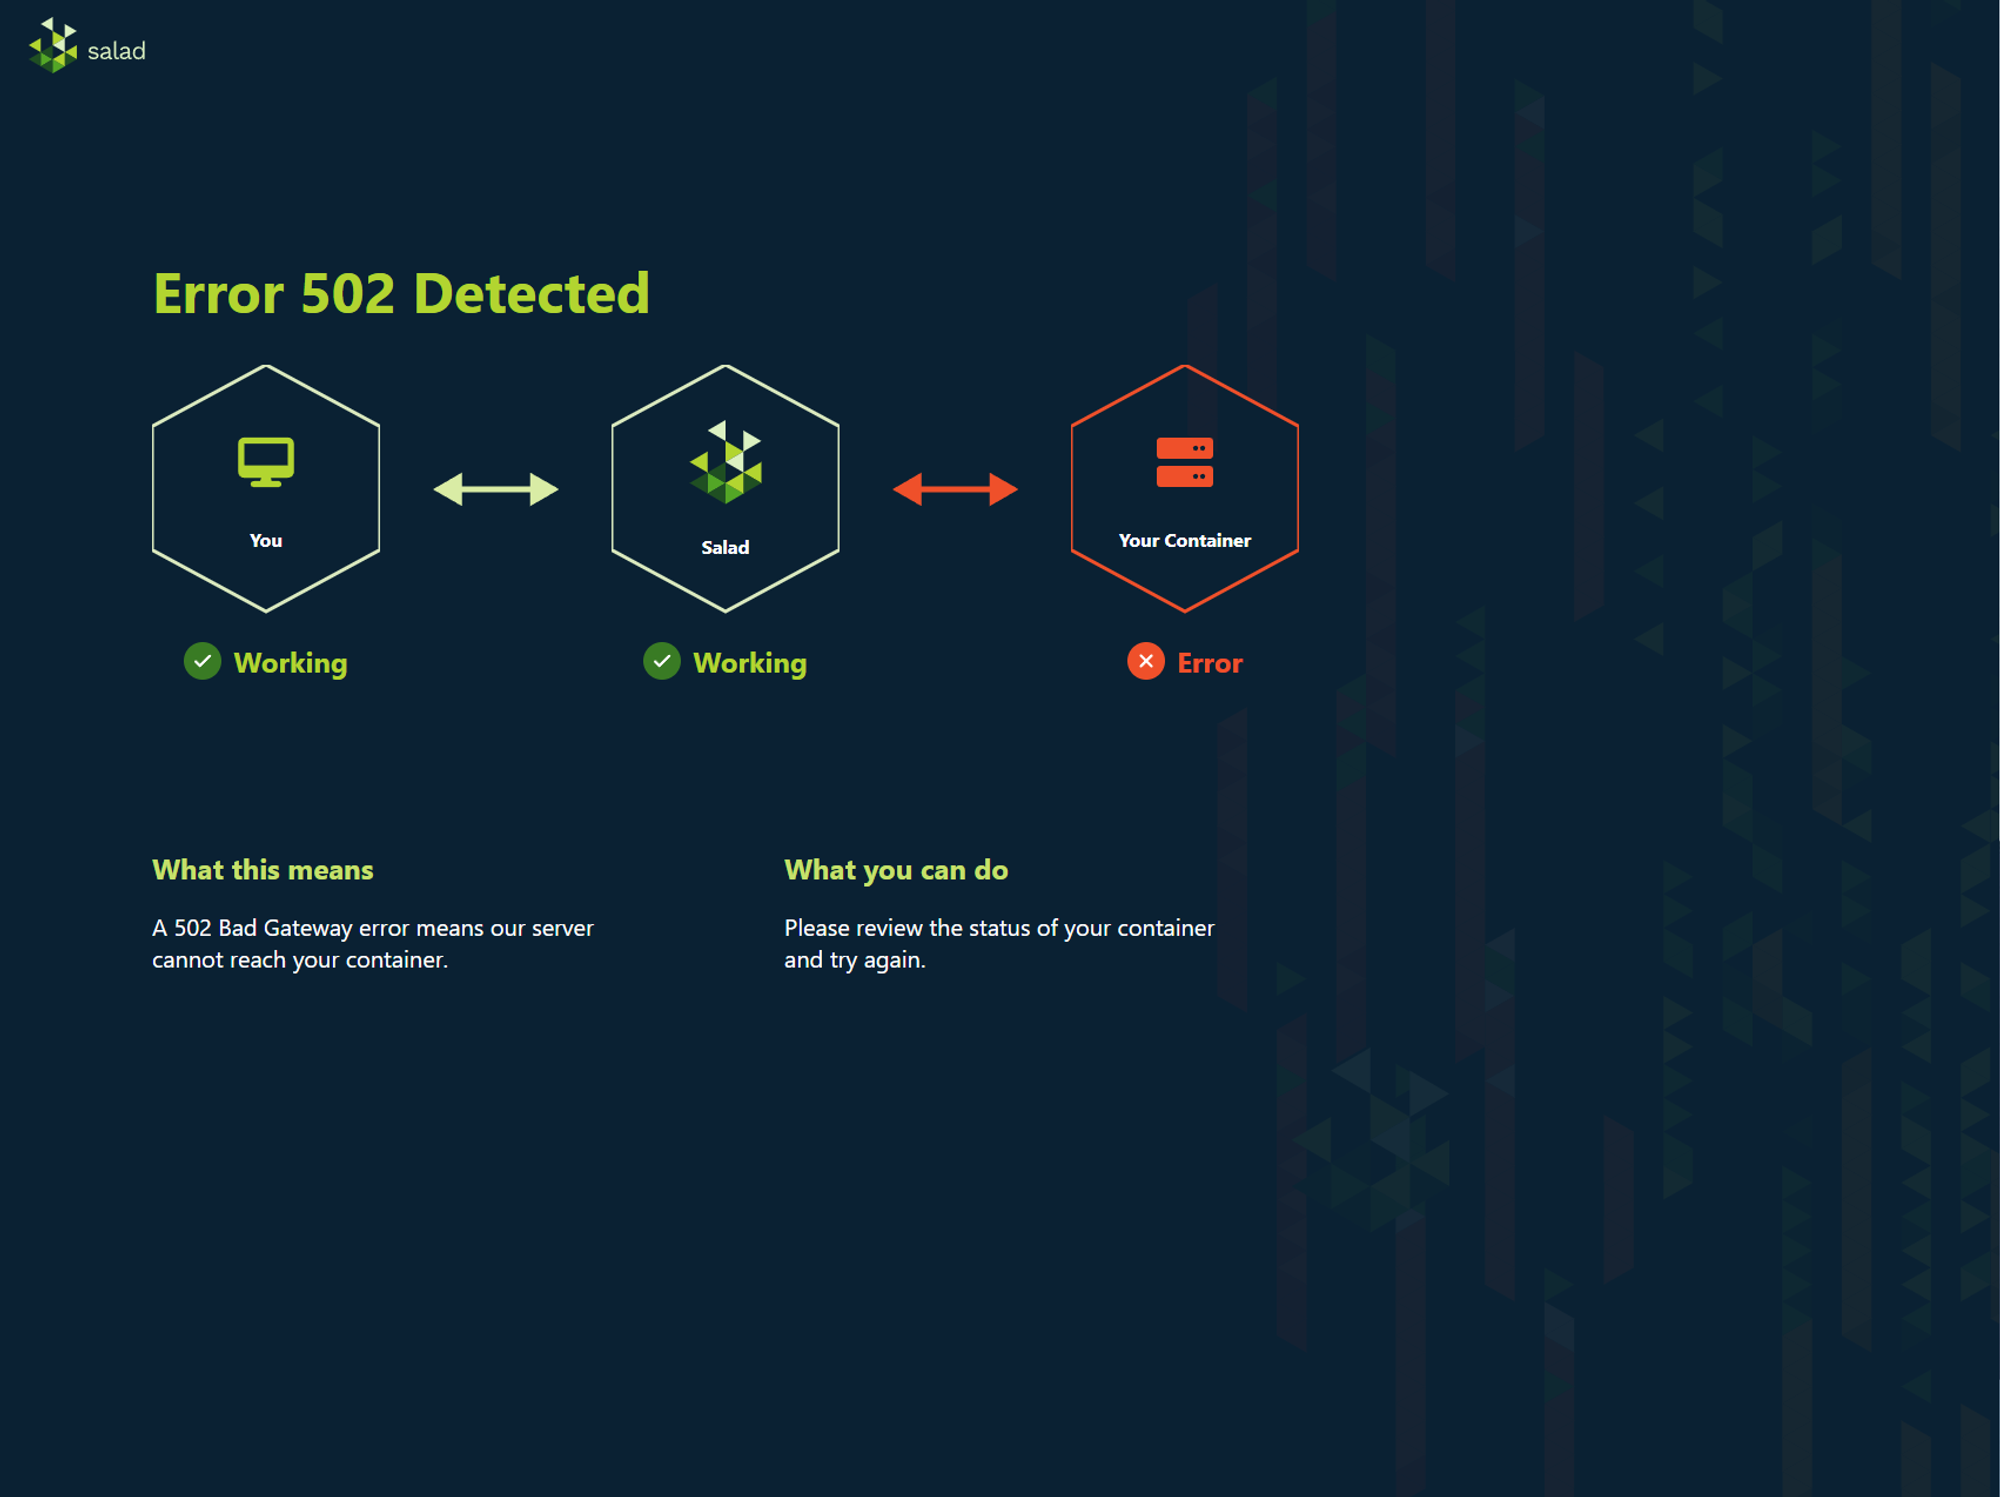 salad
Error 502 Detected
You
Salad
Your Container
Working
Working
Error
What this means
A 502 Bad Gateway error means our server
cannot reach your container.
What you can do
Please review the status of your container
and try again.